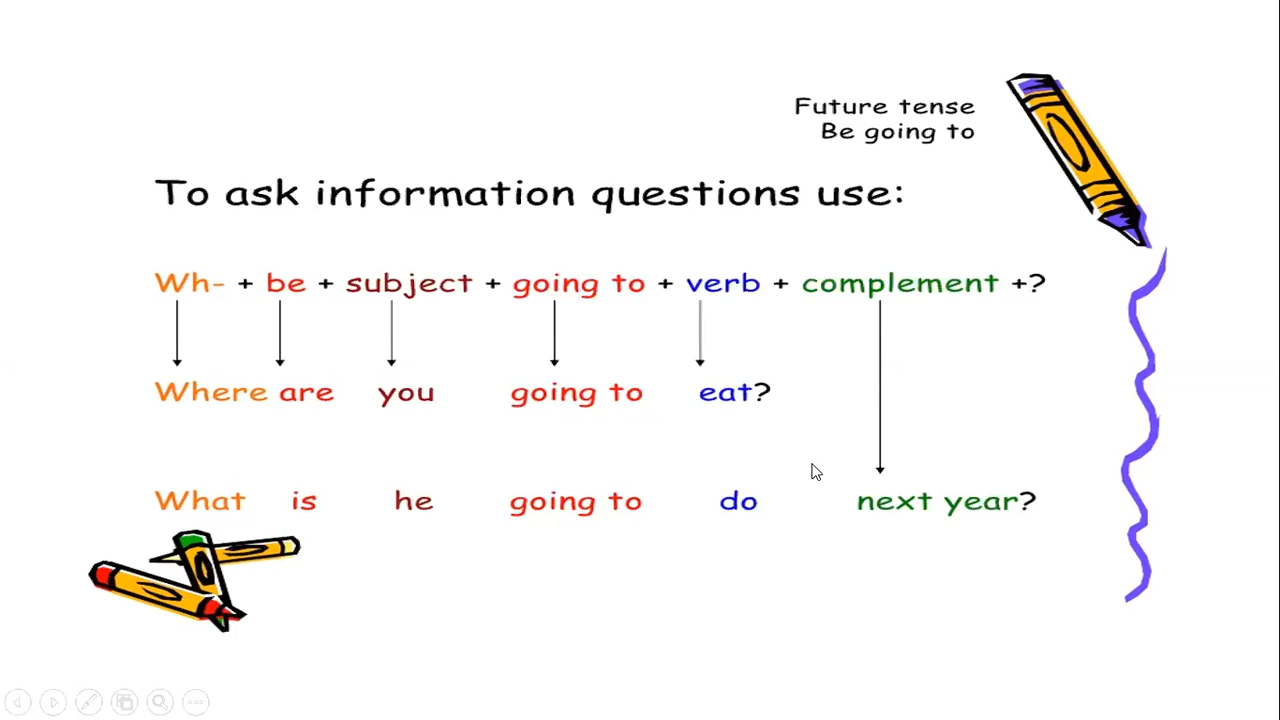 Future tense
Be going to
To ask information questions use:
Wh- + be + subject + going to + verb + complement +?
Where are you going to eat?
What is he going to do next year?